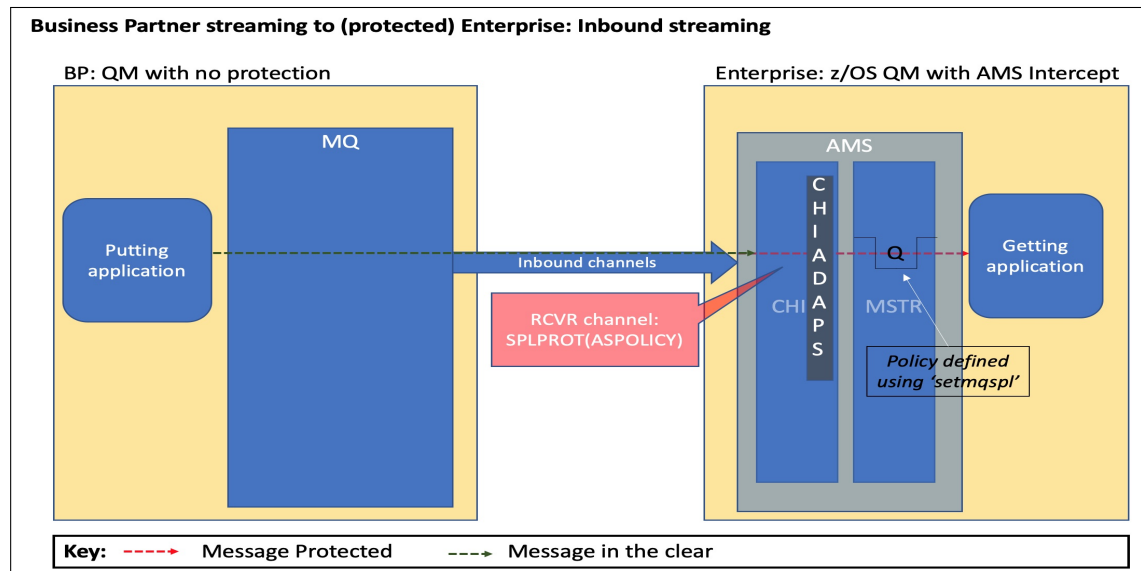 Business Partner streaming to (protected) Enterprise: Inbound streaming
BP: QM with no protection
Enterprise: z/OS QM with AMS Intercept
MQ
AMS
Putting
application
Inbound channels
RCVR channel:
SPLPROT(ASPOLICY)
CHI
CHIADAPS
MSTR
Q
Getting
application
Policy defined
using ‘setmqspl’
Key:
Message Protected
Message in the clear